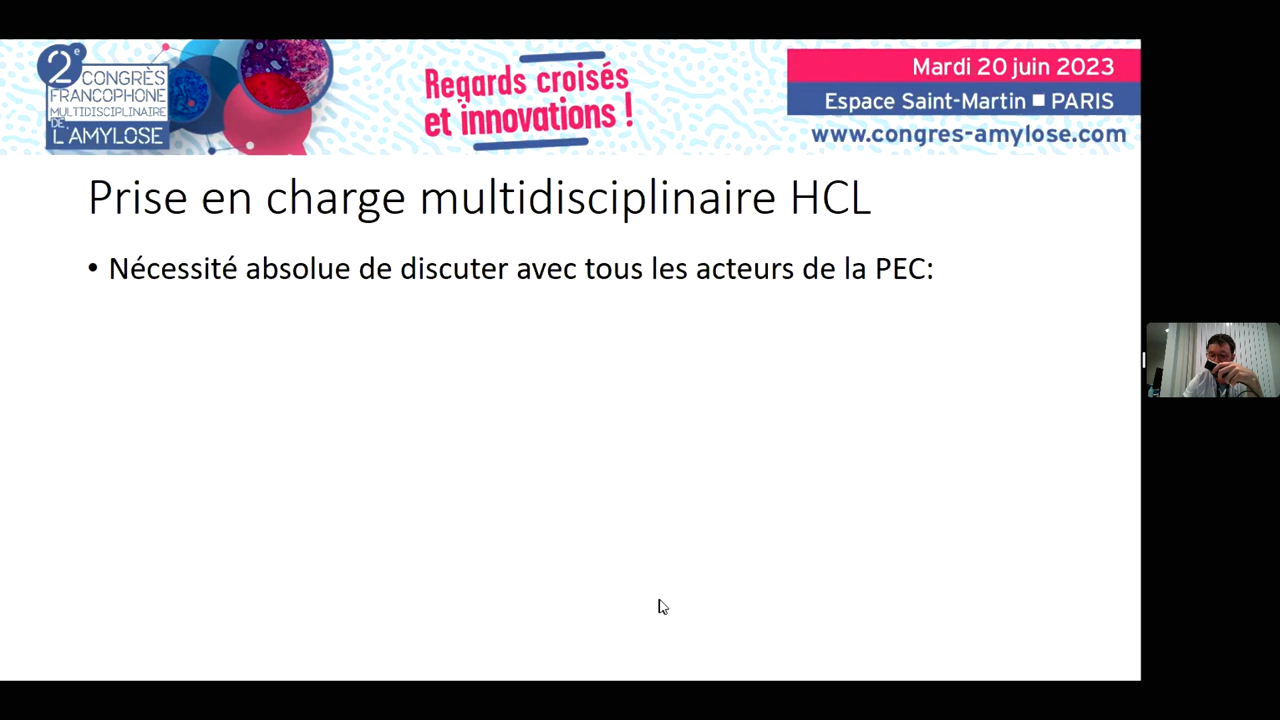 2e CONGRÈS
FRANCOPHONE
MULTIDISCIPLINAIRE
DE
L'AMYLOSE
Regards croisés
et innovations !
Mardi 20 juin 2023
Espace Saint-Martin ■ PARIS
www.congres-amylose.com
Prise en charge multidisciplinaire HCL
• Nécessité absolue de discuter avec tous les acteurs de la PEC: